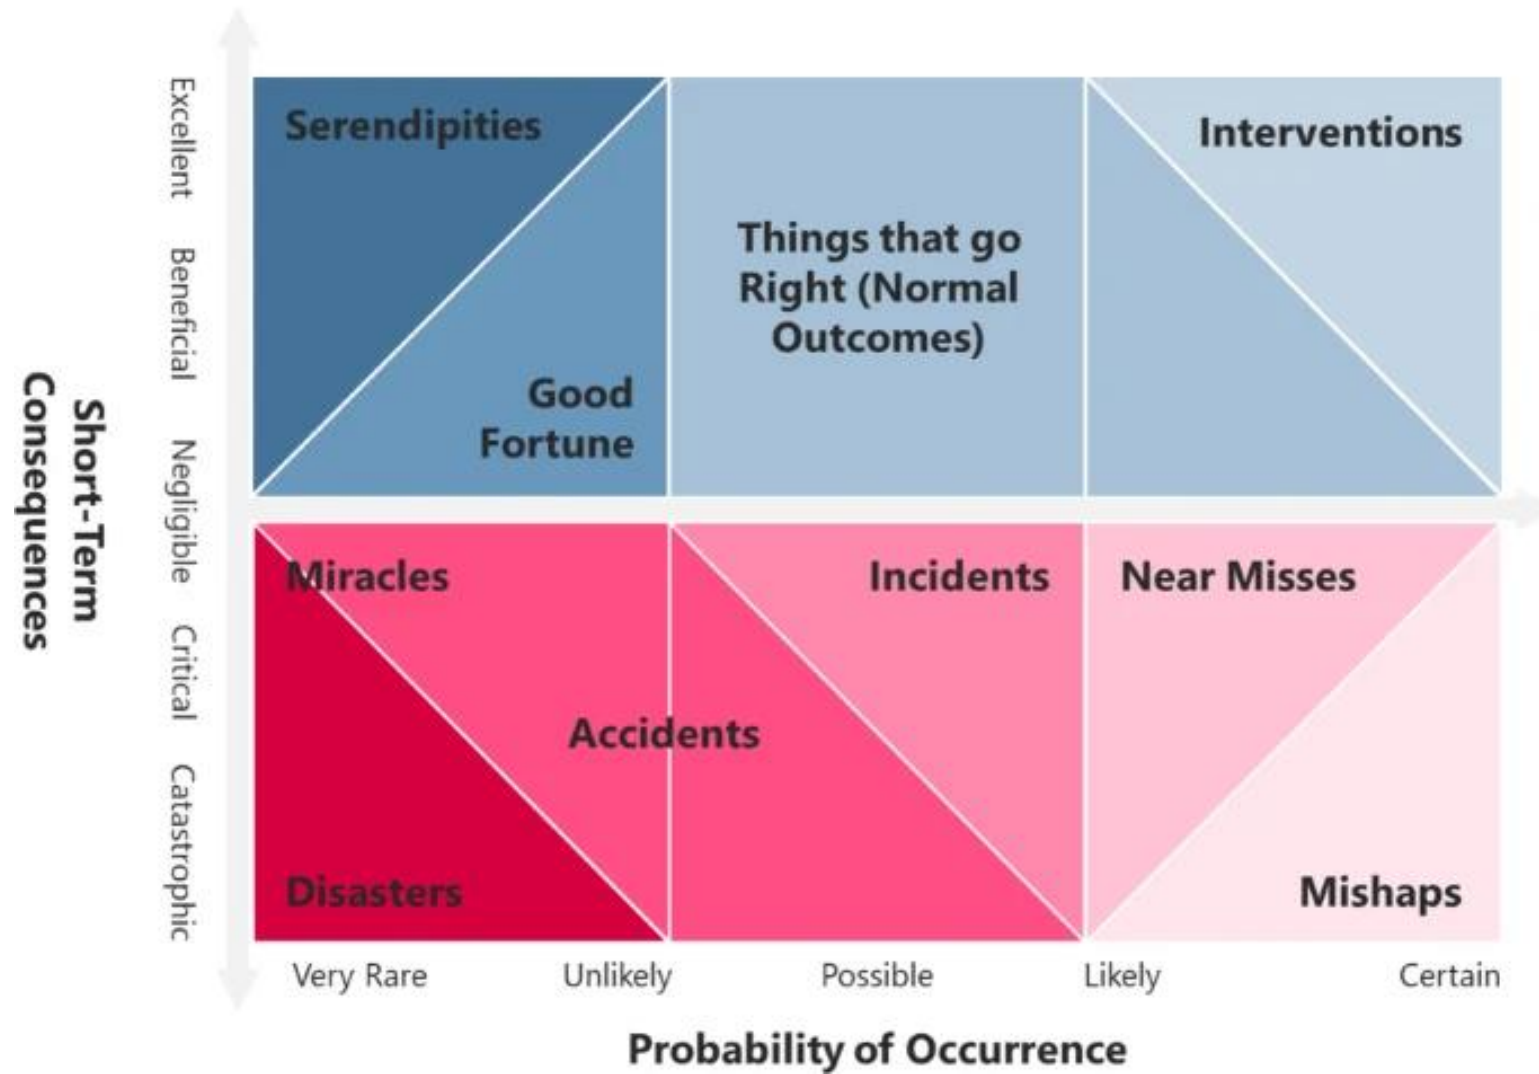 Serendipities
Interventions
Things that go
Right (Normal
Outcomes)
Good
Fortune
Miracles
Incidents
Near Misses
Accidents
Disasters
Mishaps
Short-Term
Consequences
Excellent
Beneficial
Negligible
Critical
Catastrophic
Very Rare
Unlikely
Possible
Likely
Certain
Probability of Occurrence